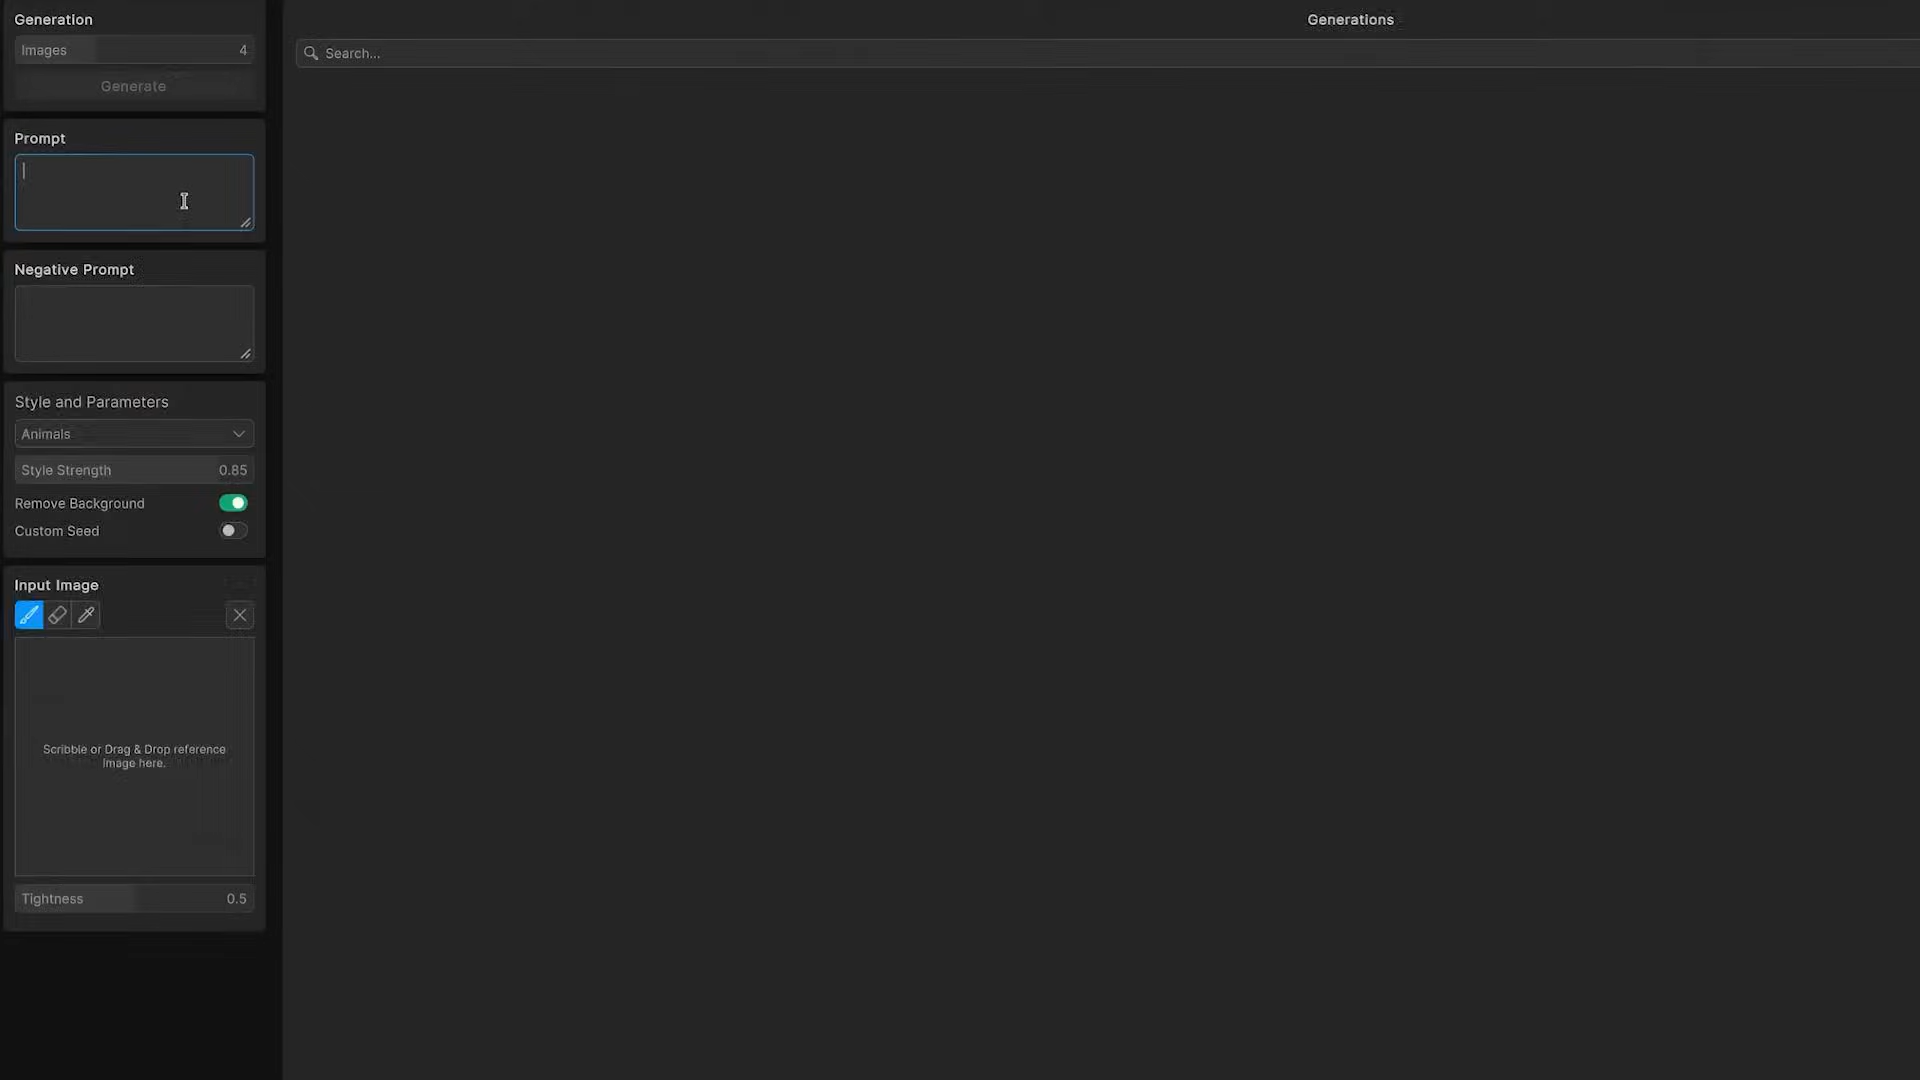 Generation
Images 4
Generate
Prompt
Negative Prompt
Style and Parameters
Animals
Style Strength 0.85
Remove Background
Custom Seed
Input Image
Scribble or Drag & Drop reference
image here.
Tightness 0.5
Generations
Search...